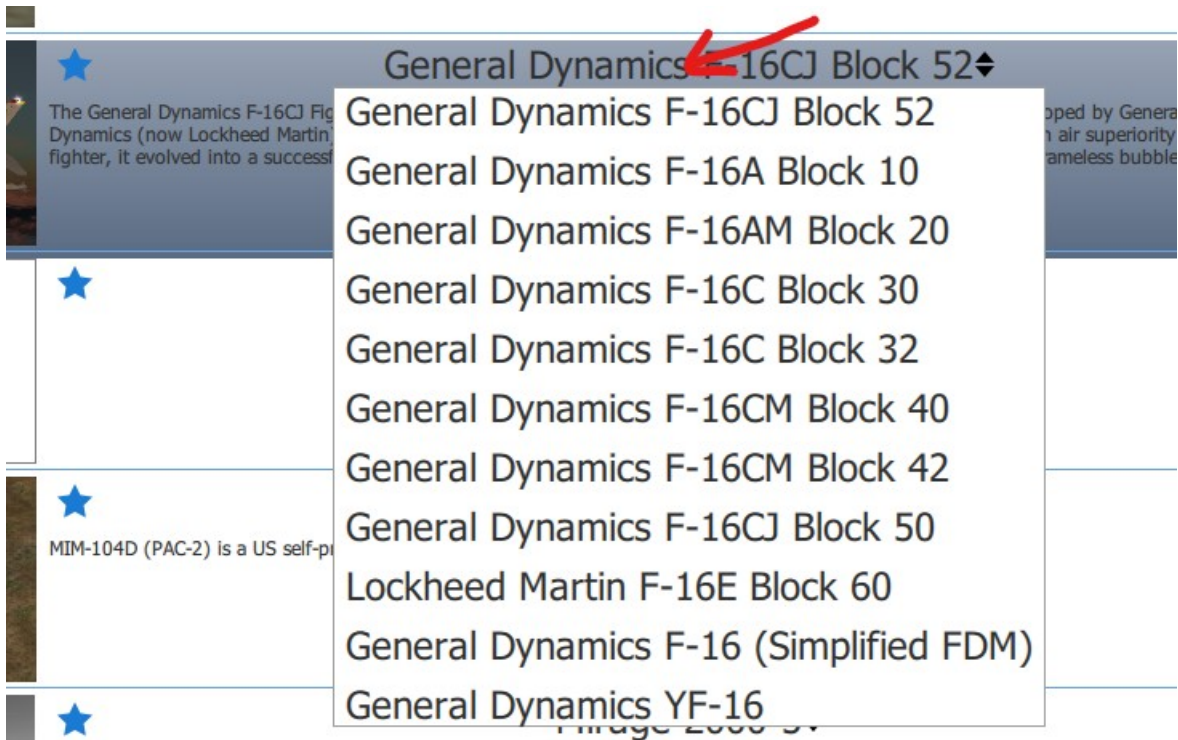 General Dynamics F-16CJ Block 52
The General Dynamics F-16CJ Fig
Dynamics (now Lockheed Martin)
fighter, it evolved into a successf
oped by Genera
air superiority
rameless bubble
General Dynamics F-16CJ Block 52
General Dynamics F-16A Block 10
General Dynamics F-16AM Block 20
General Dynamics F-16C Block 30
General Dynamics F-16C Block 32
General Dynamics F-16CM Block 40
General Dynamics F-16CM Block 42
General Dynamics F-16CJ Block 50
Lockheed Martin F-16E Block 60
General Dynamics F-16 (Simplified FDM)
General Dynamics YF-16
MIM-104D (PAC-2) is a US self-pr